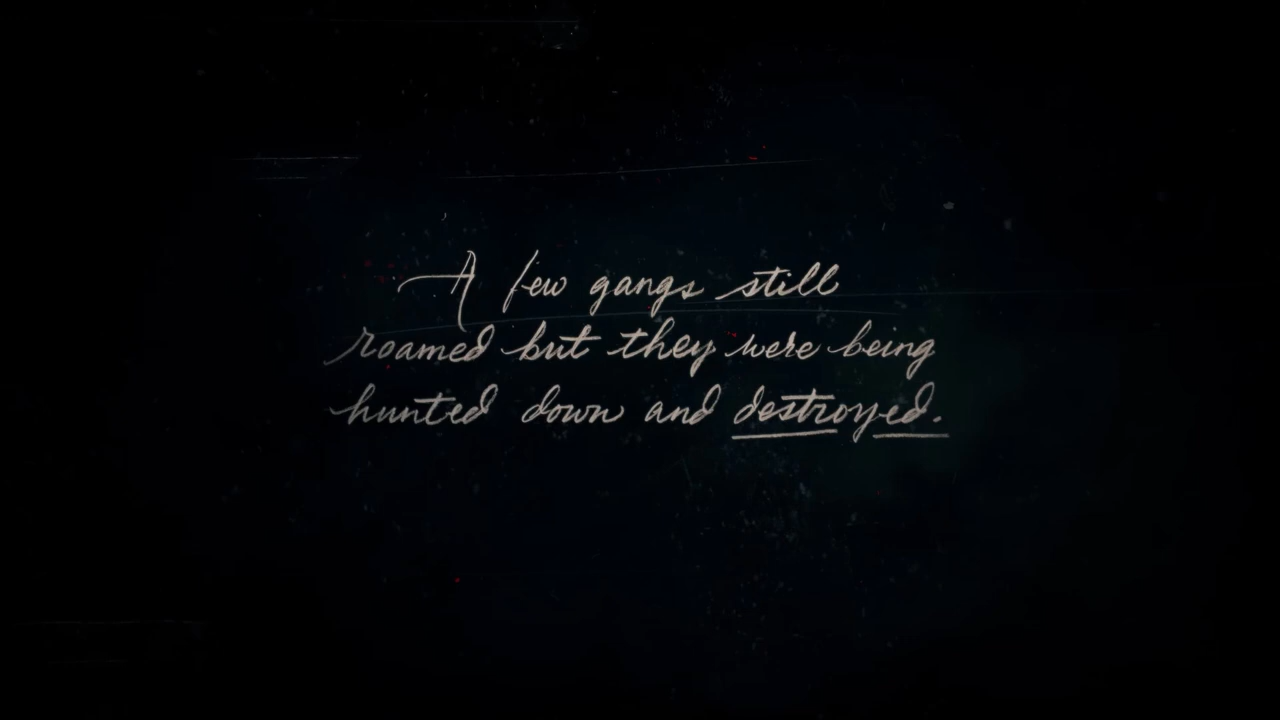 A few gangs still
roamed but they were being
hunted down and destroyed.